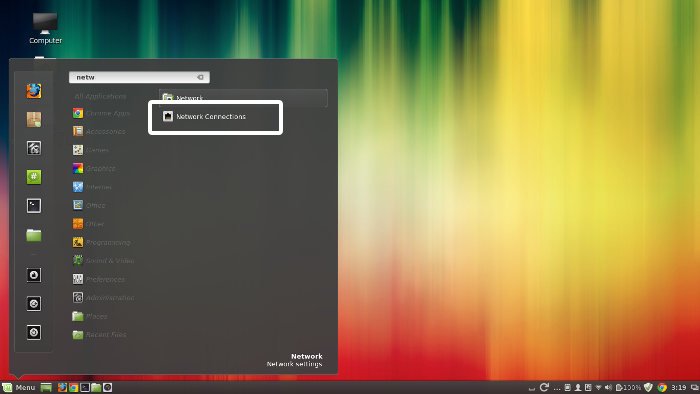 Computer
netw
All Applications
Network
Chrome Apps
Network Connections
Accessories
Games
Graphics
Internet
Office
Other
Programming
Sound & Video
Preferences
Administration
Places
Recent Files
Network
Network settings
Menu
100%
3:19